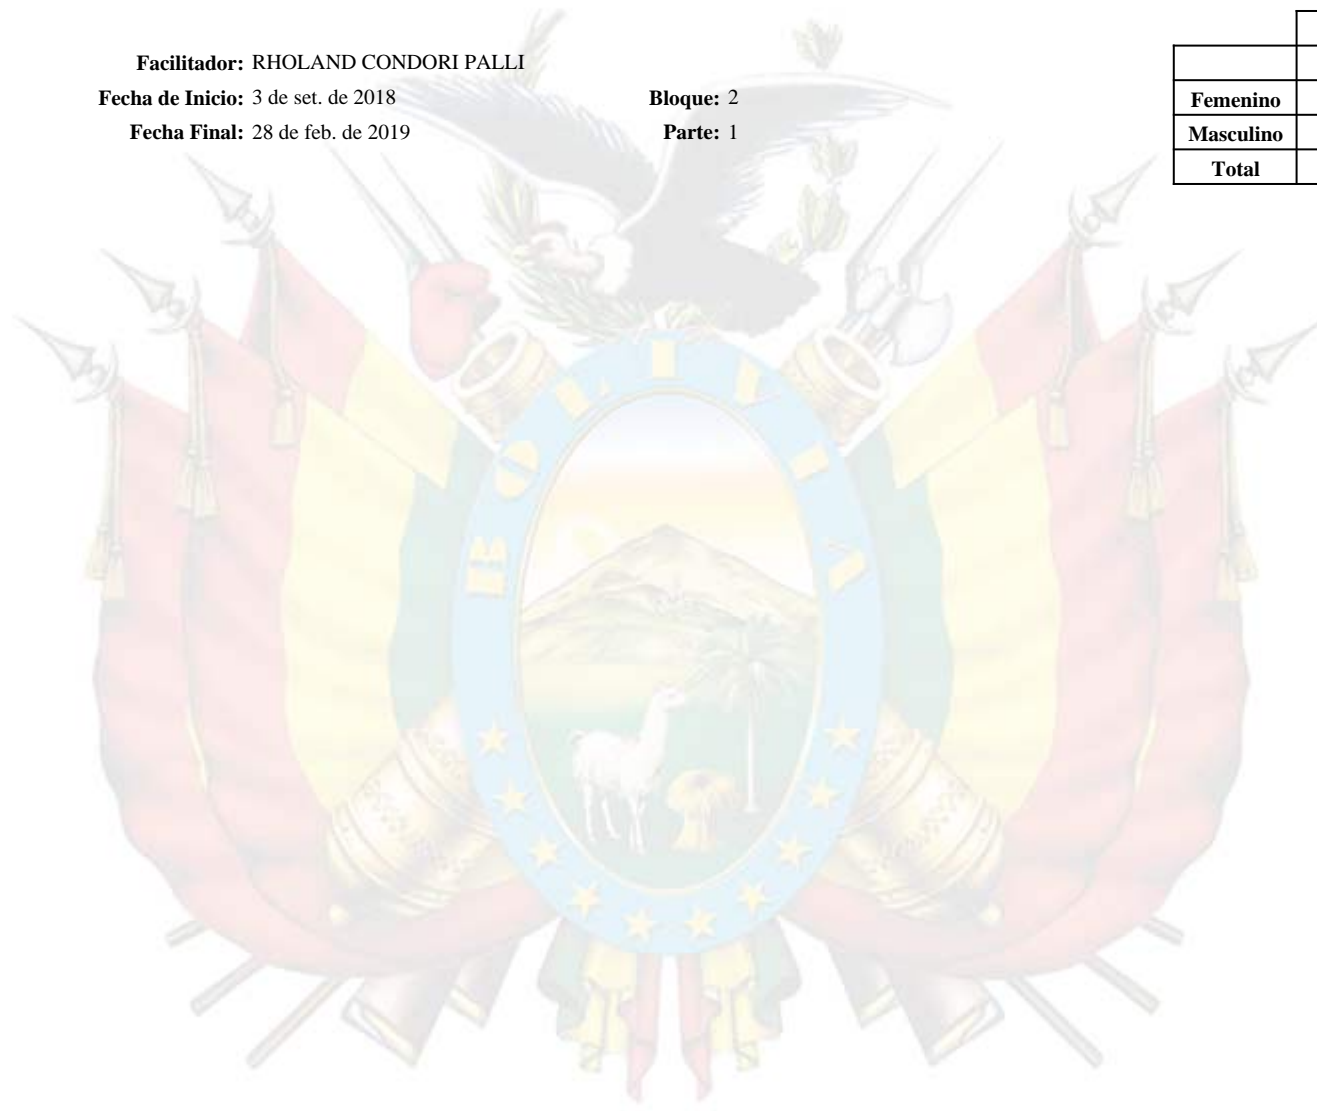 Facilitador: RHOLAND CONDORI PALLI
Fecha de Inicio: 3 de set. de 2018 Bloque: 2
Fecha Final: 28 de feb. de 2019 Parte: 1
Femenino
Masculino
Total
BOLIVIA